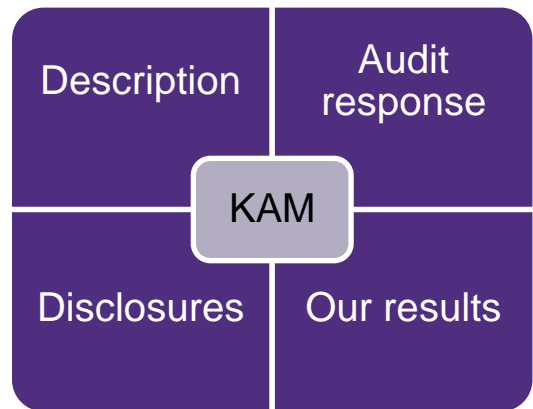 Description
Audit
response
KAM
Disclosures
Our results